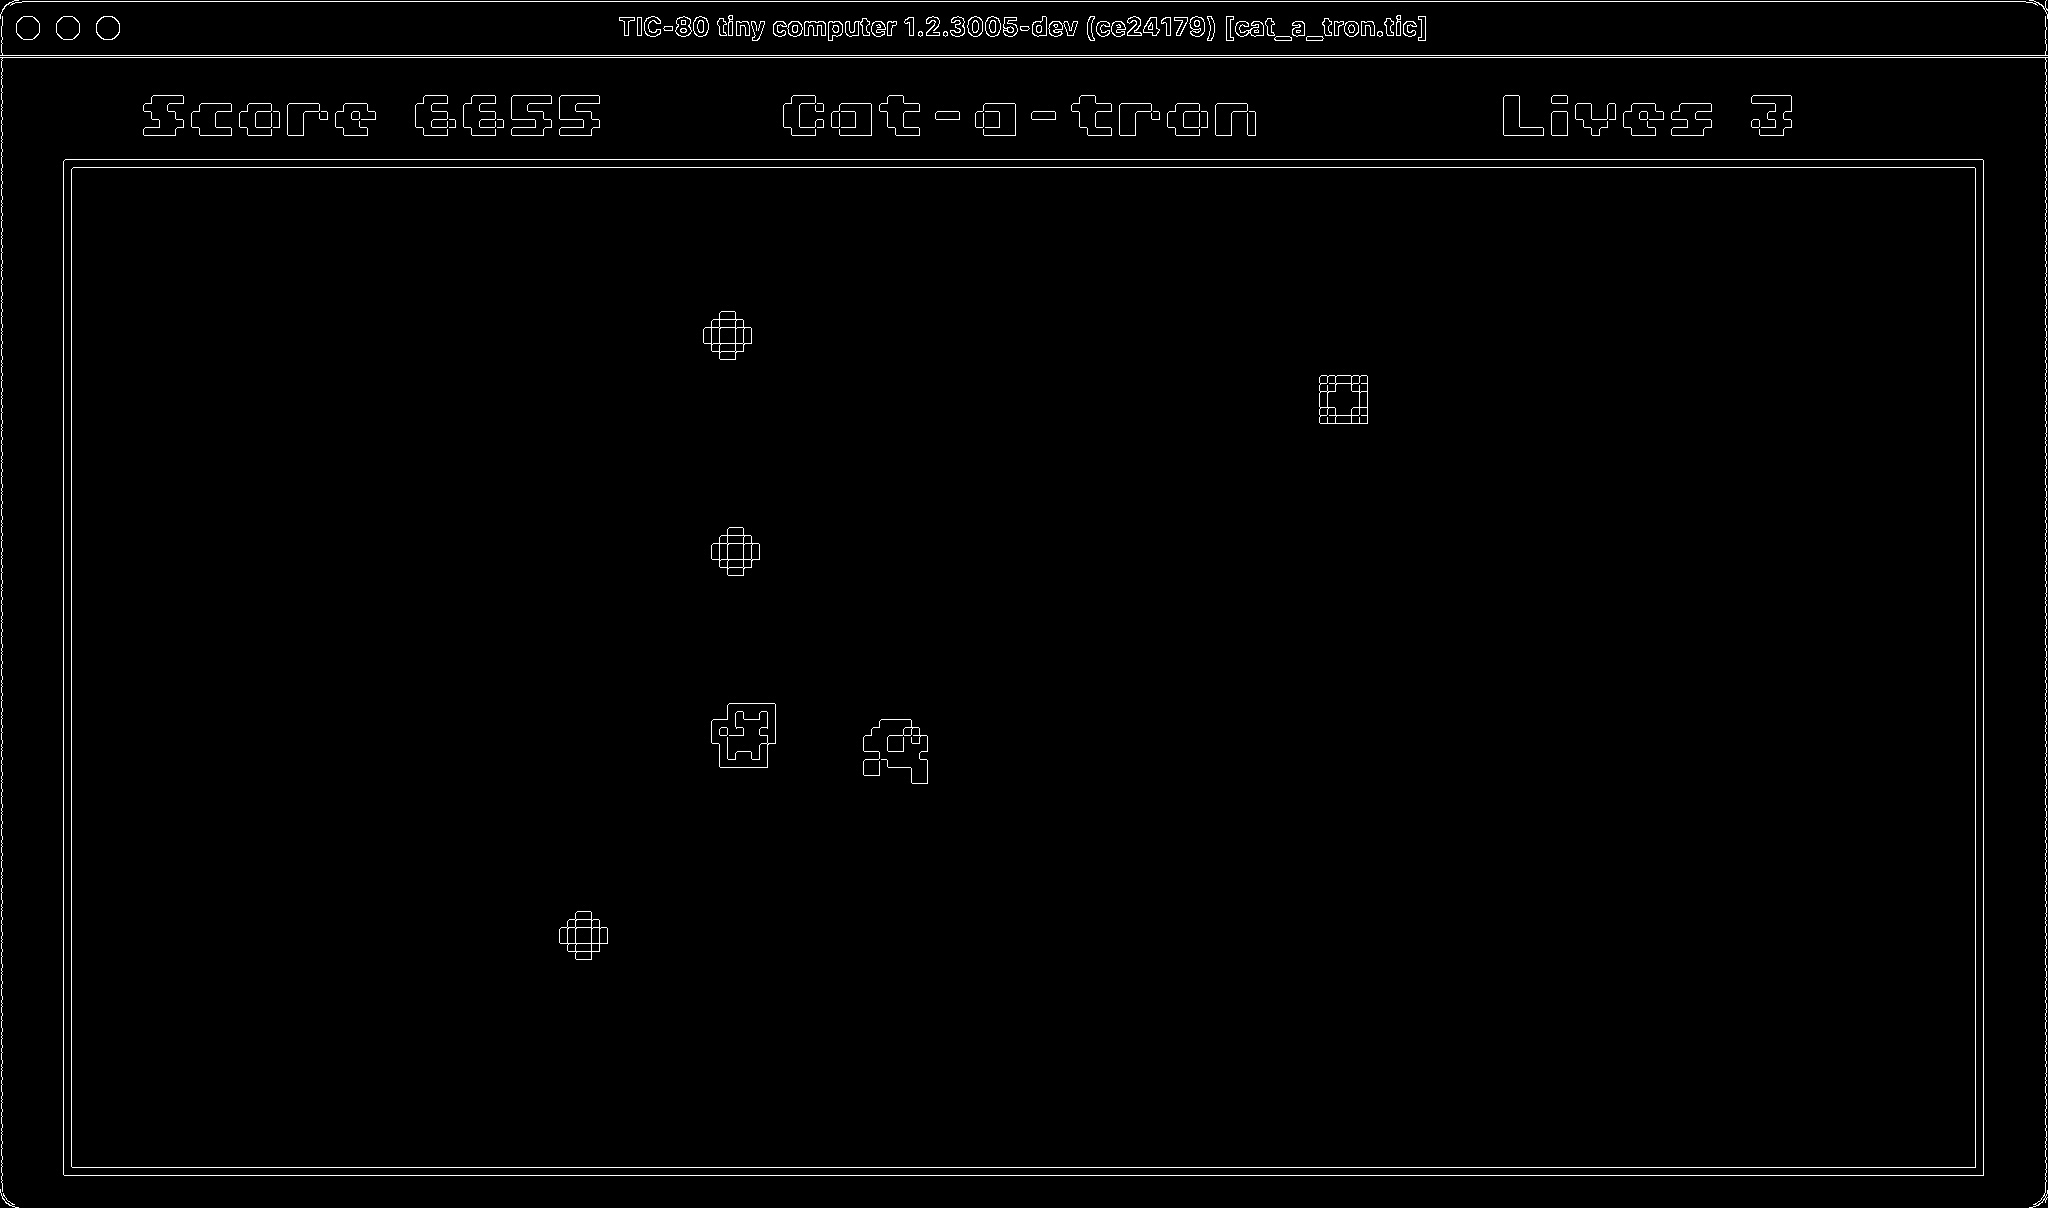 TIC-80 tiny computer 1.2.3005-dev (ce24179) [cat_a_tron.tic]
Score 6655 Cat-a-tron Lives 3